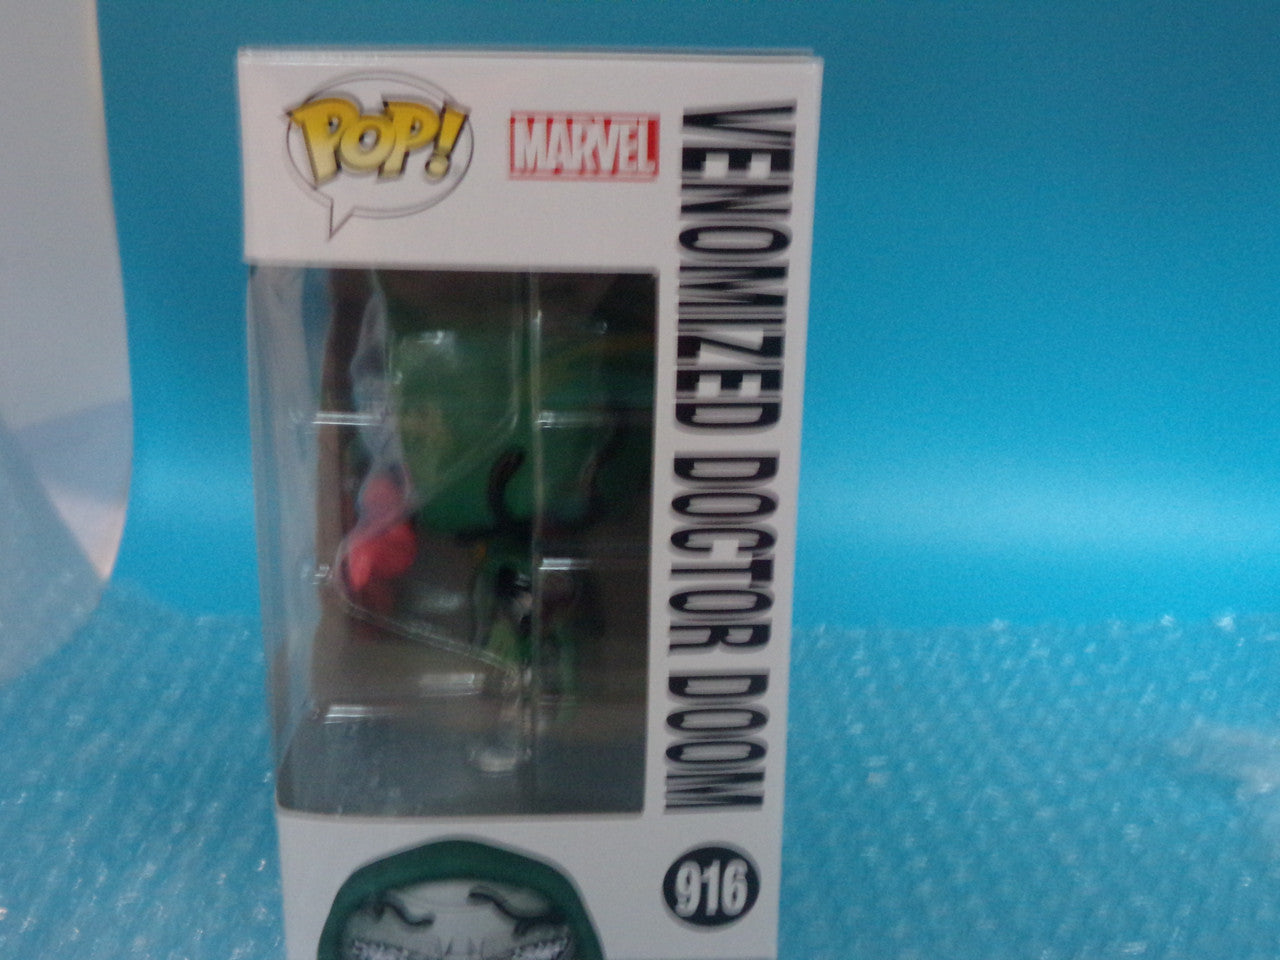 POP!
MARVEL
VENOMIZED DOCTOR DOOM
916